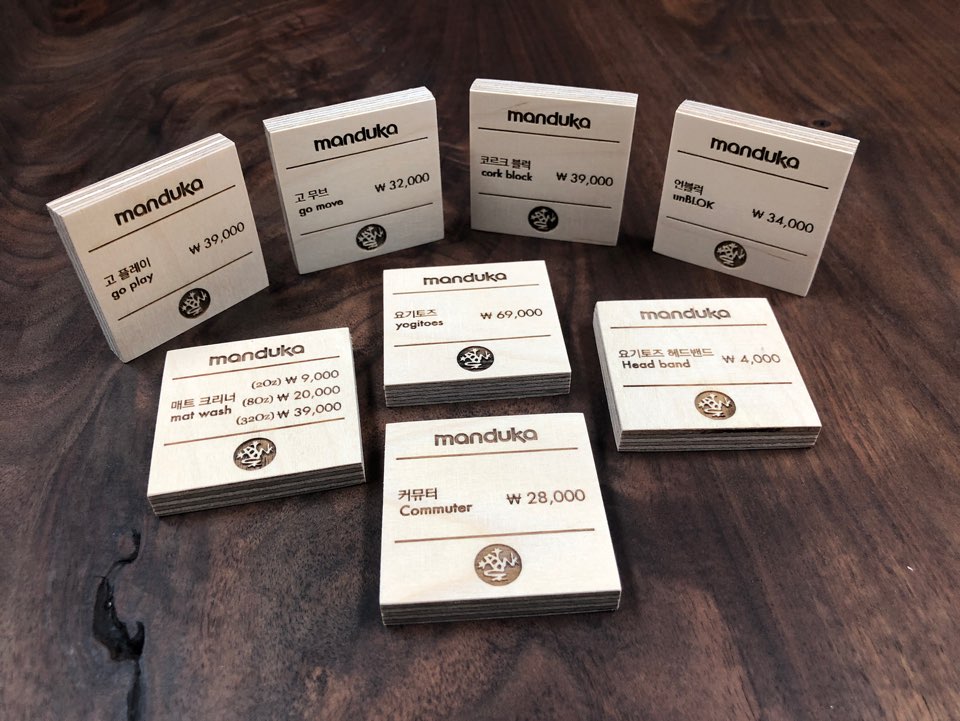 manduka
고 플레이
go play
₩ 39,000
manduka
고 무브
go move
₩ 32,000
manduka
코르크 블럭
cork block
₩ 39,000
manduka
언블럭
unBLOK
₩ 34,000
manduka
매트 크리너
mat wash
(2Oz) ₩ 9,000
(8Oz) ₩ 20,000
(32Oz) ₩ 39,000
manduka
요기토즈
yogitoes
₩ 69,000
manduka
요기토즈 헤드밴드
Head band
₩ 4,000
manduka
커뮤터
Commuter
₩ 28,000